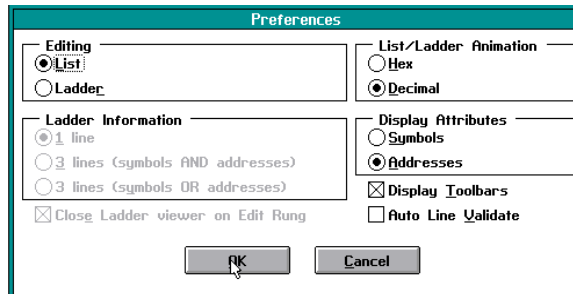 Preferences
Editing
List
Ladder
List/Ladder Animation
Hex
Decimal
Ladder Information
1 line
3 lines (symbols AND addresses)
3 lines (symbols OR addresses)
Close Ladder viewer on Edit Rung
Display Attributes
Symbols
Addresses
Display Toolbars
Auto Line Validate
OK
Cancel